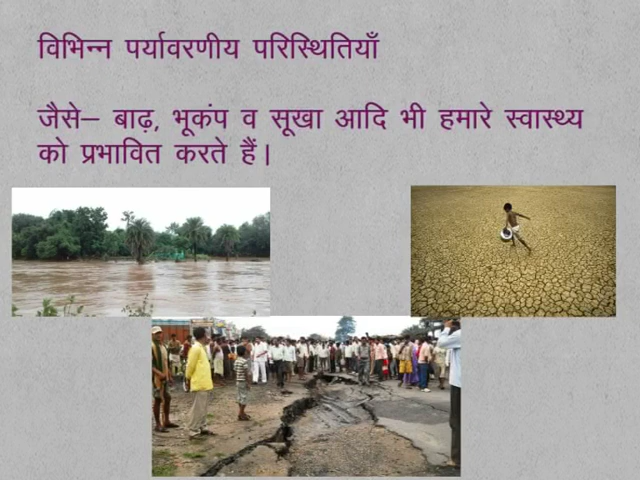 विभिन्न पर्यावरणीय परिस्थितियाँ
जैसे– बाढ़, भूकंप व सूखा आदि भी हमारे स्वास्थ्य
को प्रभावित करते हैं।